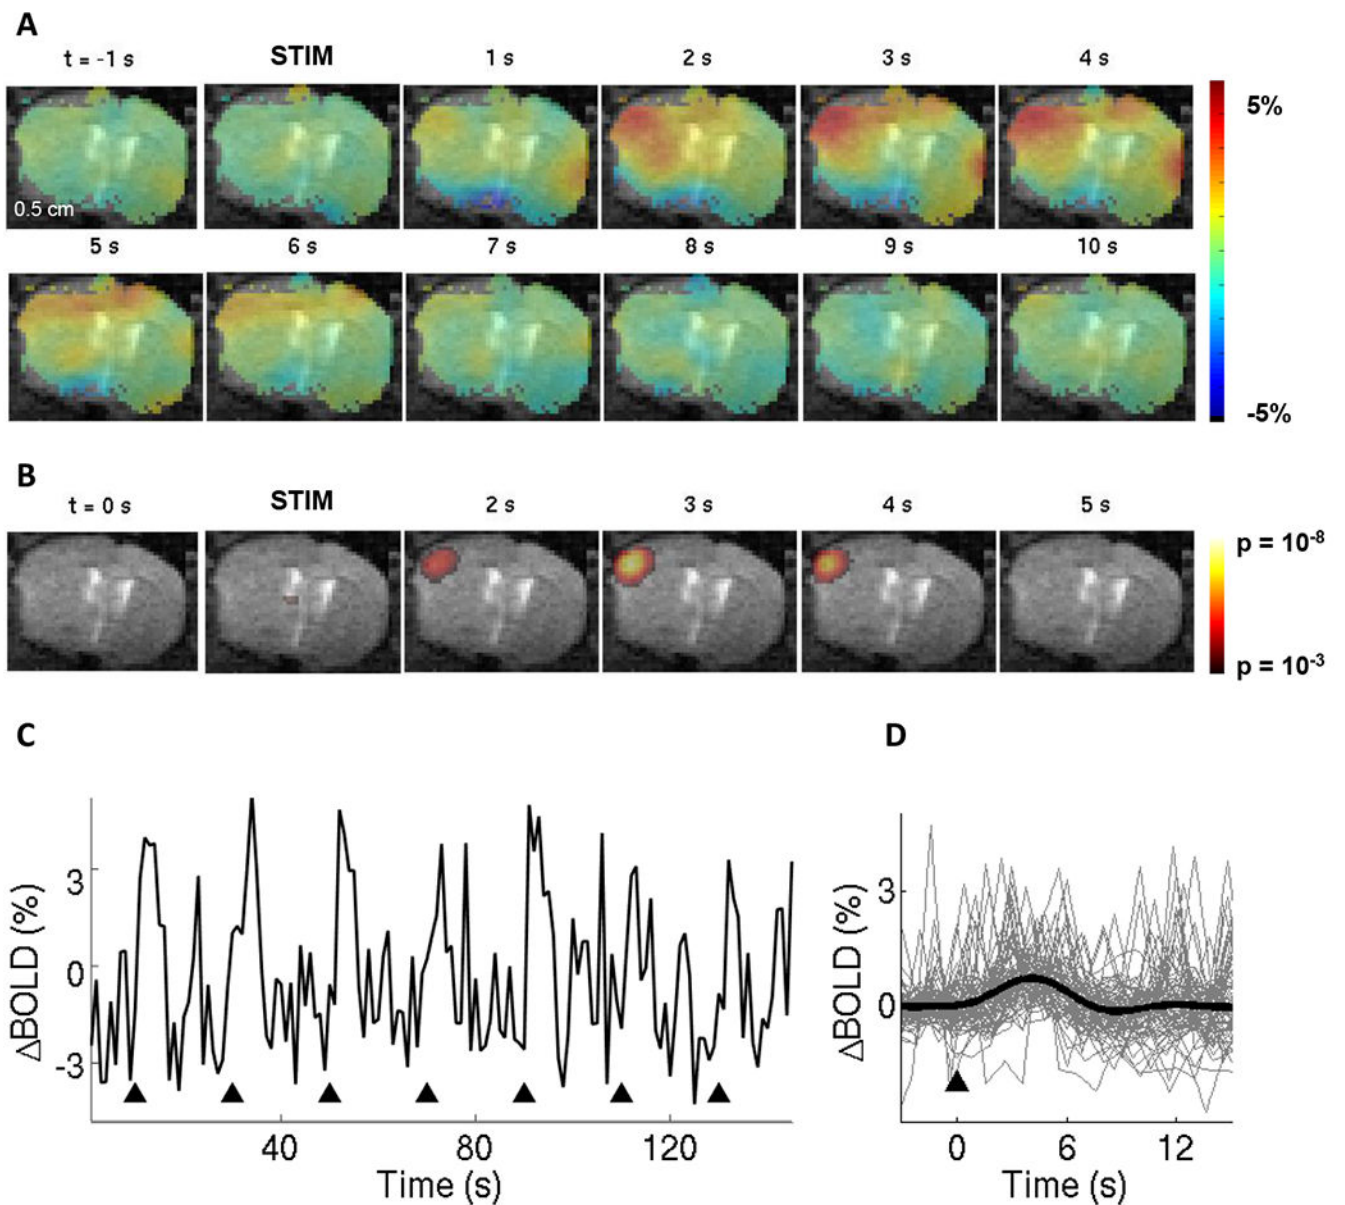 A
t = -1 s STIM 1 s 2 s 3 s 4 s
5%
0.5 cm
5 s 6 s 7 s 8 s 9 s 10 s
-5%
B
t = 0 s STIM 2 s 3 s 4 s 5 s
p = 10-8
p = 10-3
C
ΔBOLD (%)
3
0
-3
40 80 120
Time (s)
D
ΔBOLD (%)
3
0
0 6 12
Time (s)